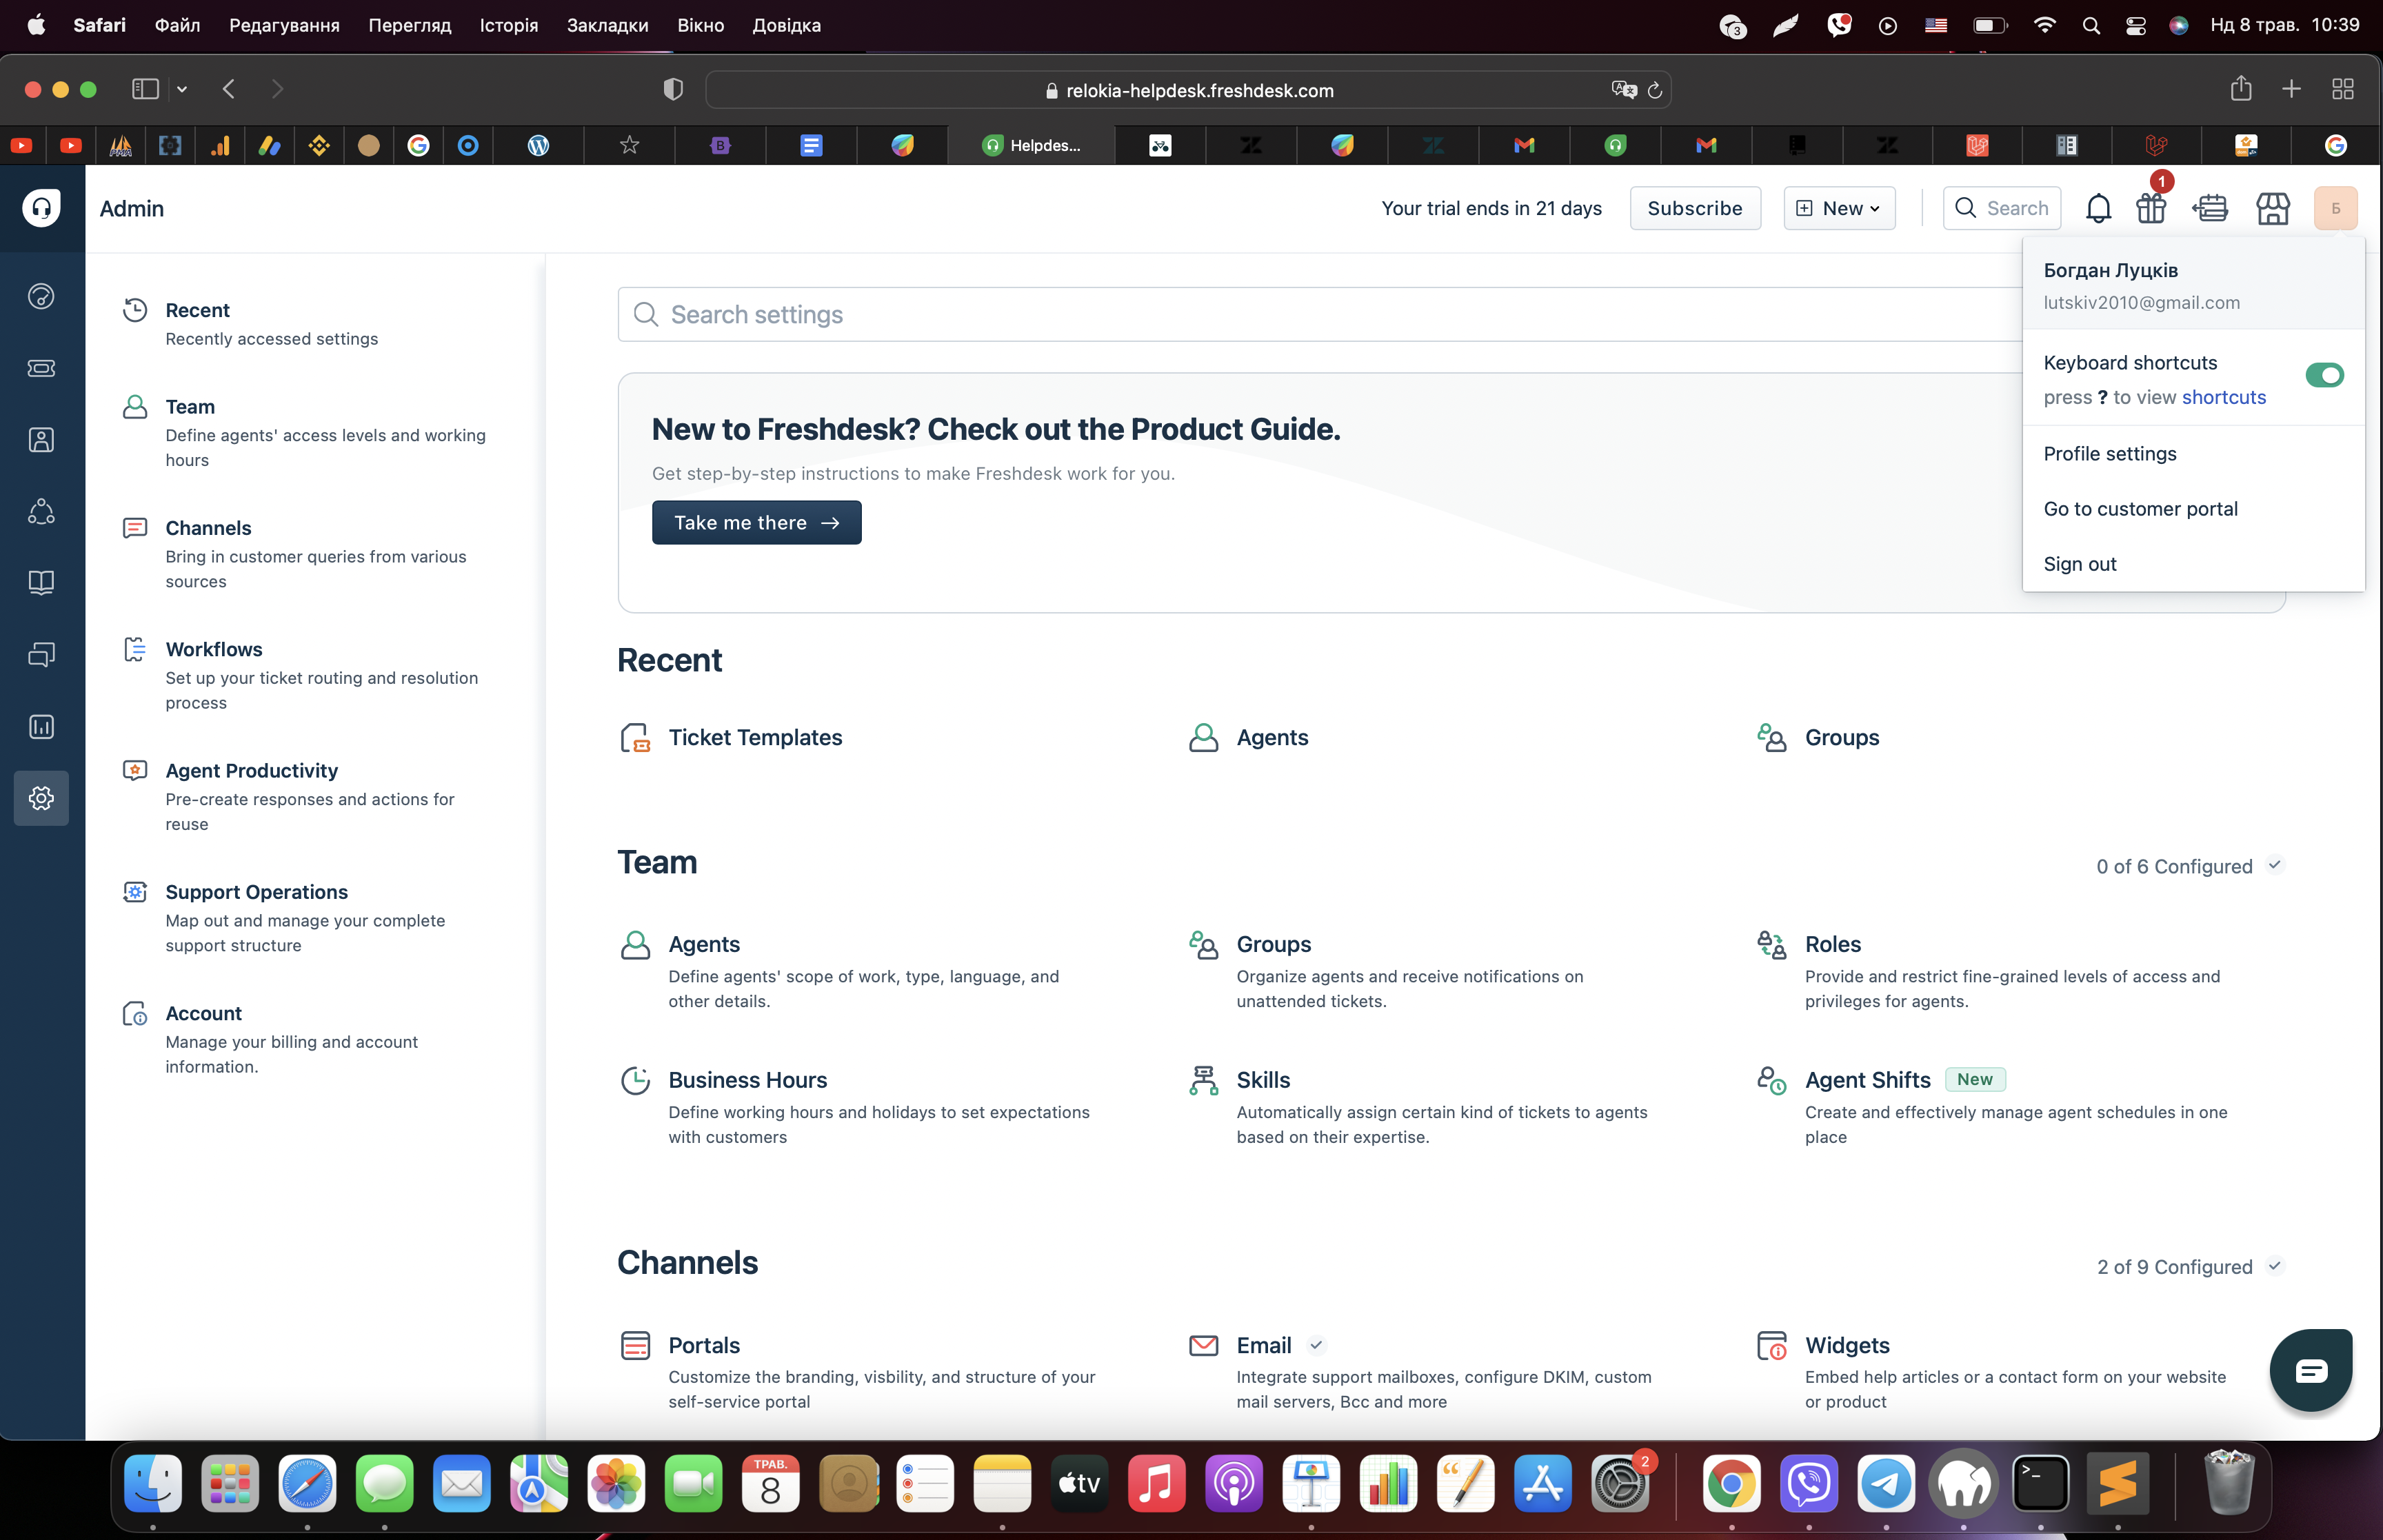 Safari Файл Редагування Перегляд Історія Закладки Вікно Довідка
3
Нд 8 трав. 10:39
relokia-helpdesk.freshdesk.com
Helpdes...
Admin
Your trial ends in 21 days
Subscribe
New
Search
1
Б
Богдан Луцків
lutskiv2010@gmail.com
Keyboard shortcuts
press ? to view shortcuts
Profile settings
Go to customer portal
Sign out
Recent
Recently accessed settings
Team
Define agents' access levels and working
hours
Channels
Bring in customer queries from various
sources
Workflows
Set up your ticket routing and resolution
process
Agent Productivity
Pre-create responses and actions for
reuse
Support Operations
Map out and manage your complete
support structure
Account
Manage your billing and account
information.
Search settings
New to Freshdesk? Check out the Product Guide.
Get step-by-step instructions to make Freshdesk work for you.
Take me there →
Recent
Ticket Templates
Agents
Groups
Team
0 of 6 Configured
Agents
Define agents' scope of work, type, language, and
other details.
Groups
Organize agents and receive notifications on
unattended tickets.
Roles
Provide and restrict fine-grained levels of access and
privileges for agents.
Business Hours
Define working hours and holidays to set expectations
with customers
Skills
Automatically assign certain kind of tickets to agents
based on their expertise.
Agent Shifts New
Create and effectively manage agent schedules in one
place
Channels
2 of 9 Configured
Portals
Customize the branding, visbility, and structure of your
self-service portal
Email
Integrate support mailboxes, configure DKIM, custom
mail servers, Bcc and more
Widgets
Embed help articles or a contact form on your website
or product
ТРАВ.
8
tv
2